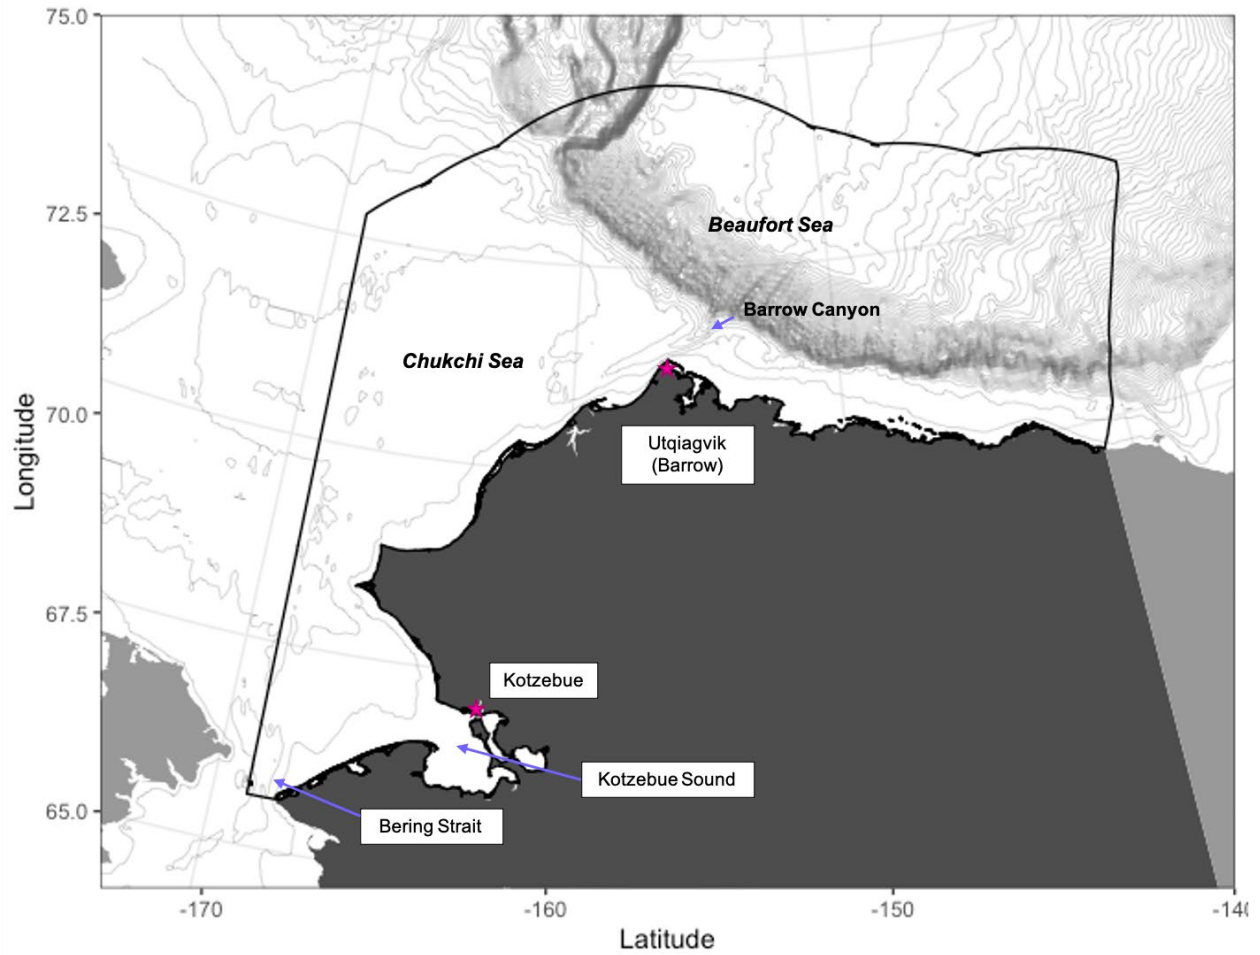 75.0
72.5
70.0
67.5
65.0
Longitude
Beaufort Sea
Barrow Canyon
Chukchi Sea
Utqiagvik
(Barrow)
Kotzebue
Kotzebue Sound
Bering Strait
-170
-160
-150
-140
Latitude